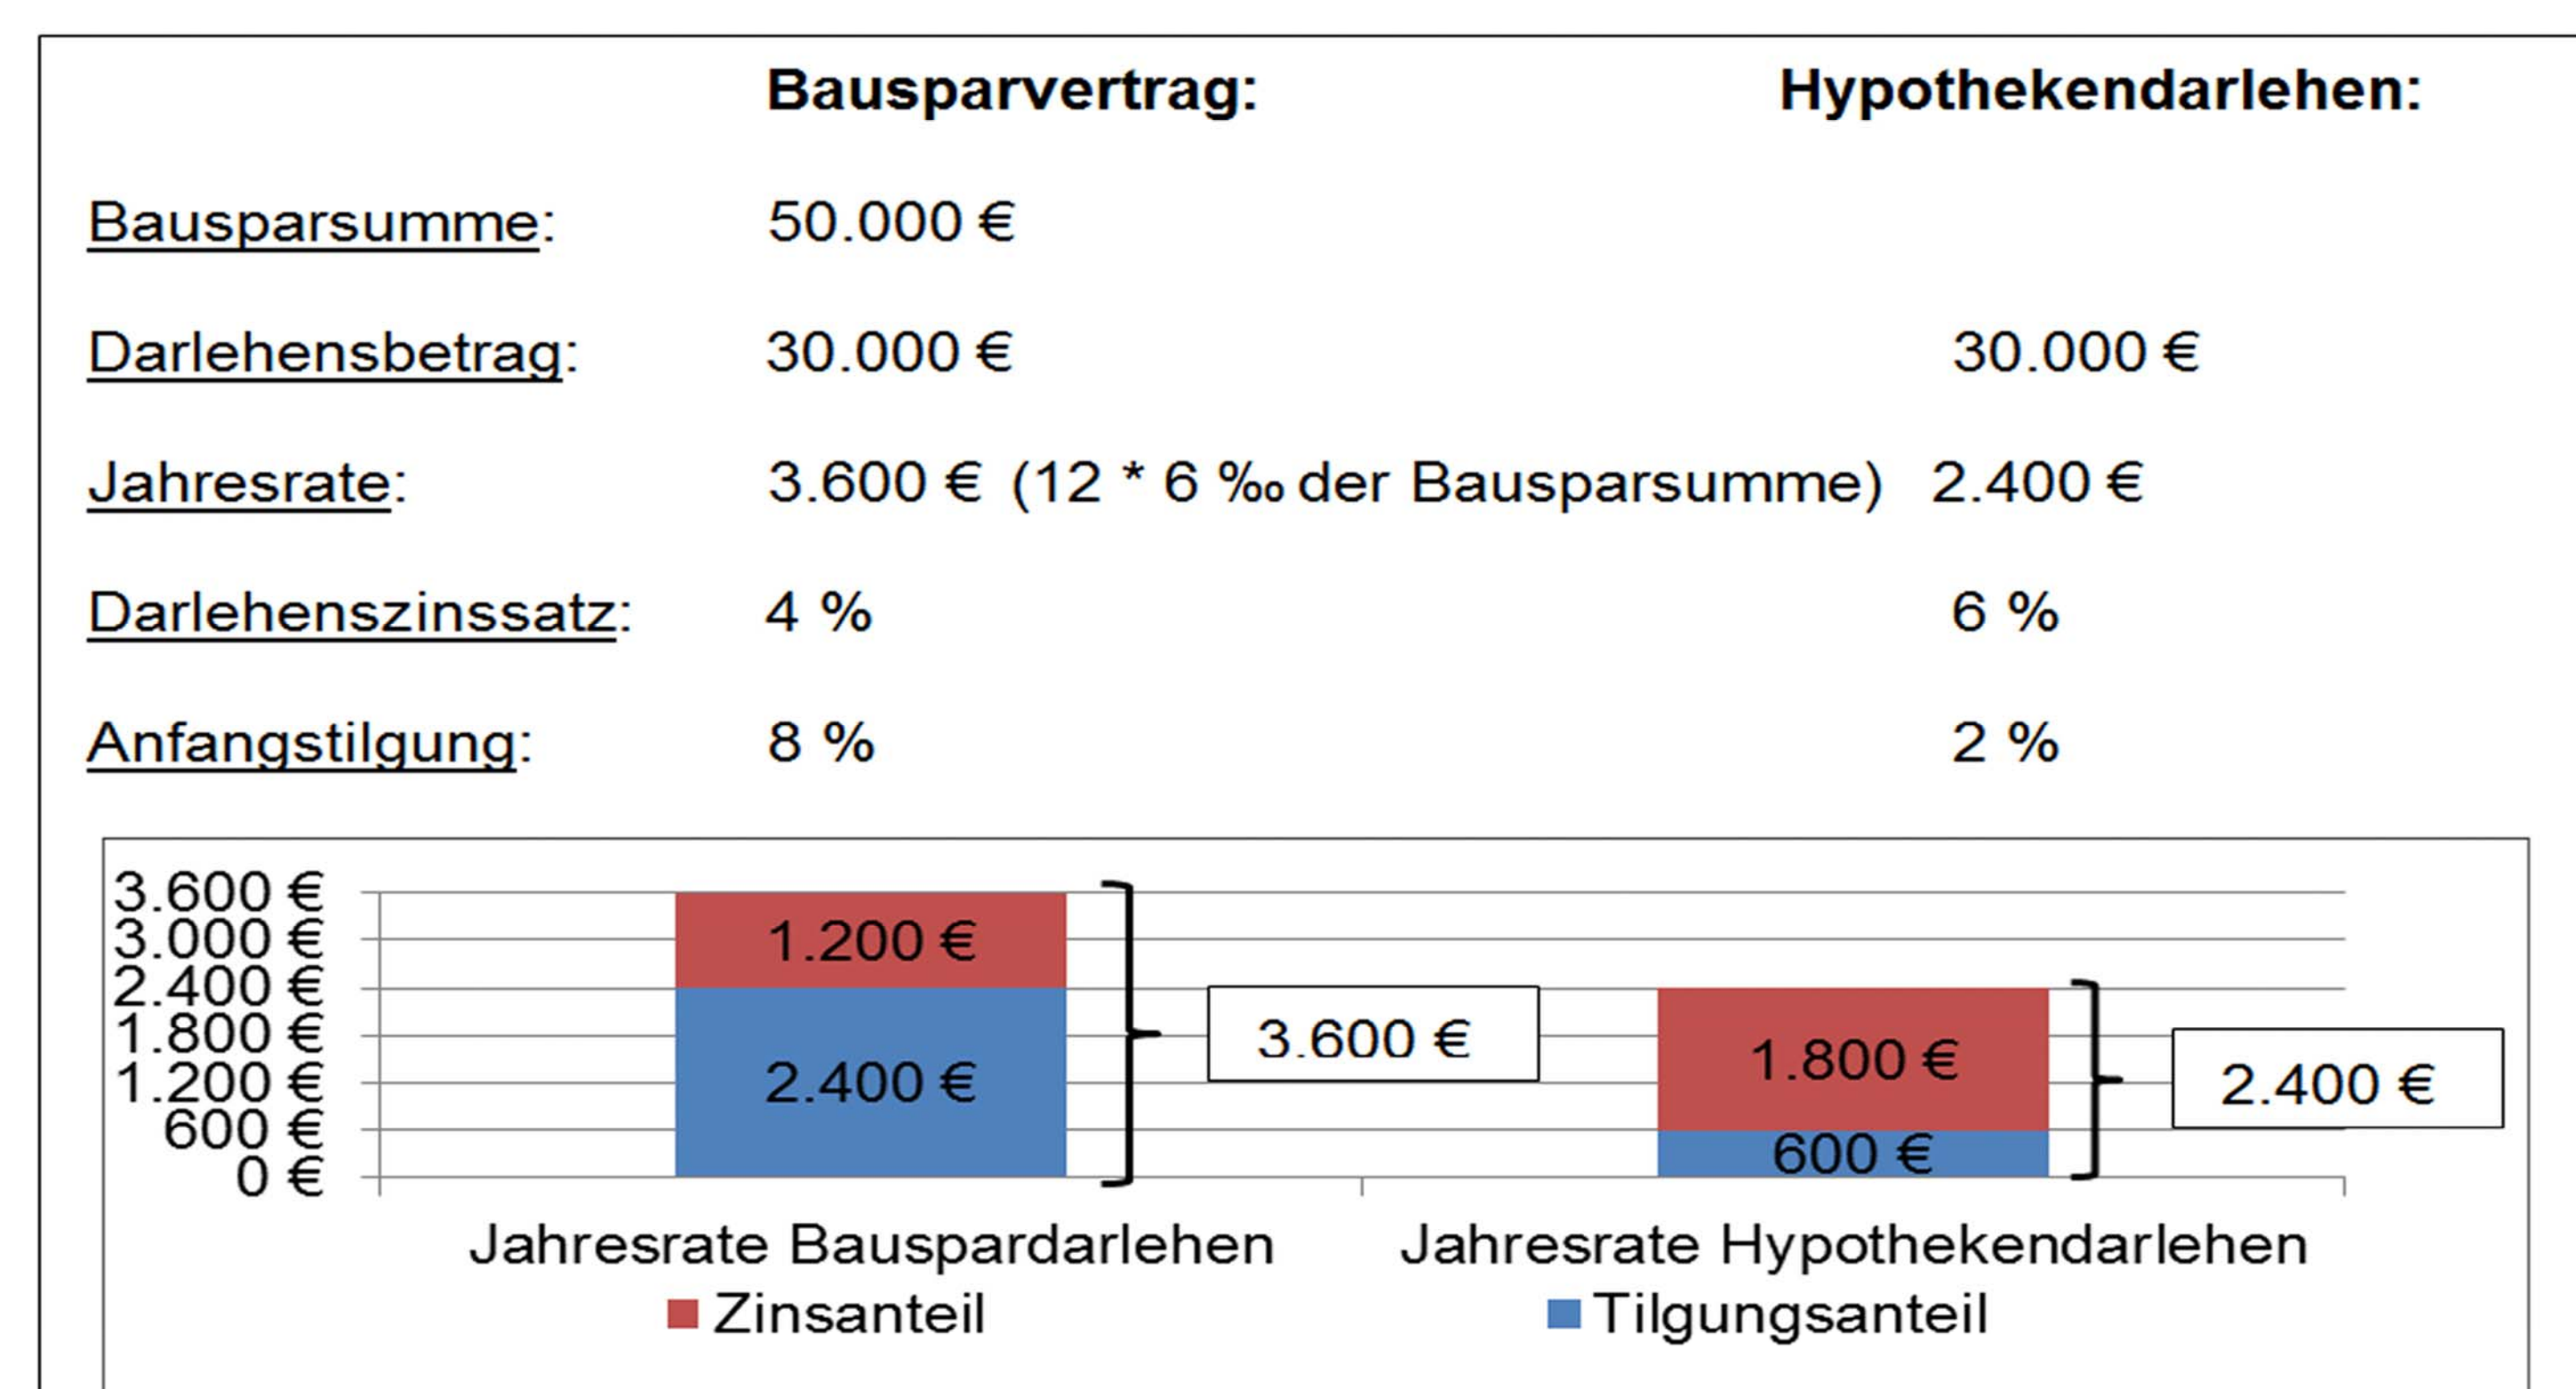 Bausparvertrag: Hypothekendarlehen:
Bausparsumme: 50.000 €
Darlehensbetrag: 30.000 € 30.000 €
Jahresrate: 3.600 € (12 * 6 ‰ der Bausparsumme) 2.400 €
Darlehenszinssatz: 4 % 6 %
Anfangstilgung: 8 % 2 %
3.600 €
3.000 €
2.400 €
1.800 €
1.200 €
600 €
0 €
1.200 €
2.400 €
3.600 €
1.800 €
600 €
2.400 €
Jahresrate Bauspardarlehen Jahresrate Hypothekendarlehen
Zinsanteil Tilgungsanteil